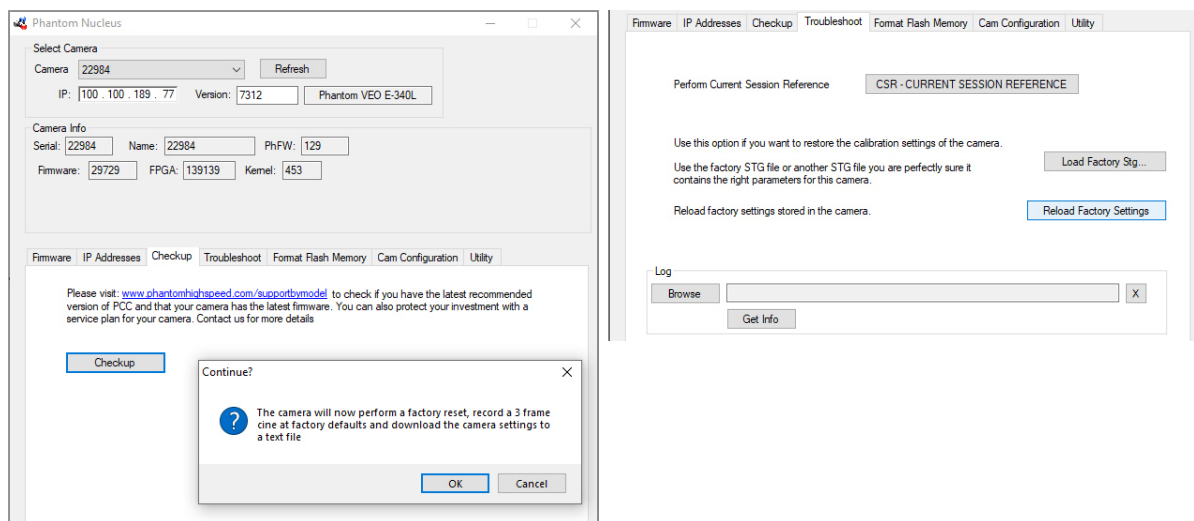 Phantom Nucleus
Select Camera
Camera 22984 Refresh
IP: 100 . 100 . 189 . 77 Version: 7312 Phantom VEO E-340L
Camera Info
Serial: 22984 Name: 22984 PhFW: 129
Firmware: 29729 FPGA: 139139 Kernel: 453
Firmware IP Addresses Checkup Troubleshoot Format Flash Memory Cam Configuration Utility
Please visit: www.phantomhighspeed.com/supportbymodel to check if you have the latest recommended
version of PCC and that your camera has the latest firmware. You can also protect your investment with a
service plan for your camera. Contact us for more details
Checkup
Continue?
The camera will now perform a factory reset, record a 3 frame
cine at factory defaults and download the camera settings to
a text file
OK Cancel
Firmware IP Addresses Checkup Troubleshoot Format Flash Memory Cam Configuration Utility
Perform Current Session Reference CSR - CURRENT SESSION REFERENCE
Use this option if you want to restore the calibration settings of the camera.
Load Factory Stg...
Use the factory STG file or another STG file you are perfectly sure it
contains the right parameters for this camera.
Reload factory settings stored in the camera. Reload Factory Settings
Log
Browse X
Get Info